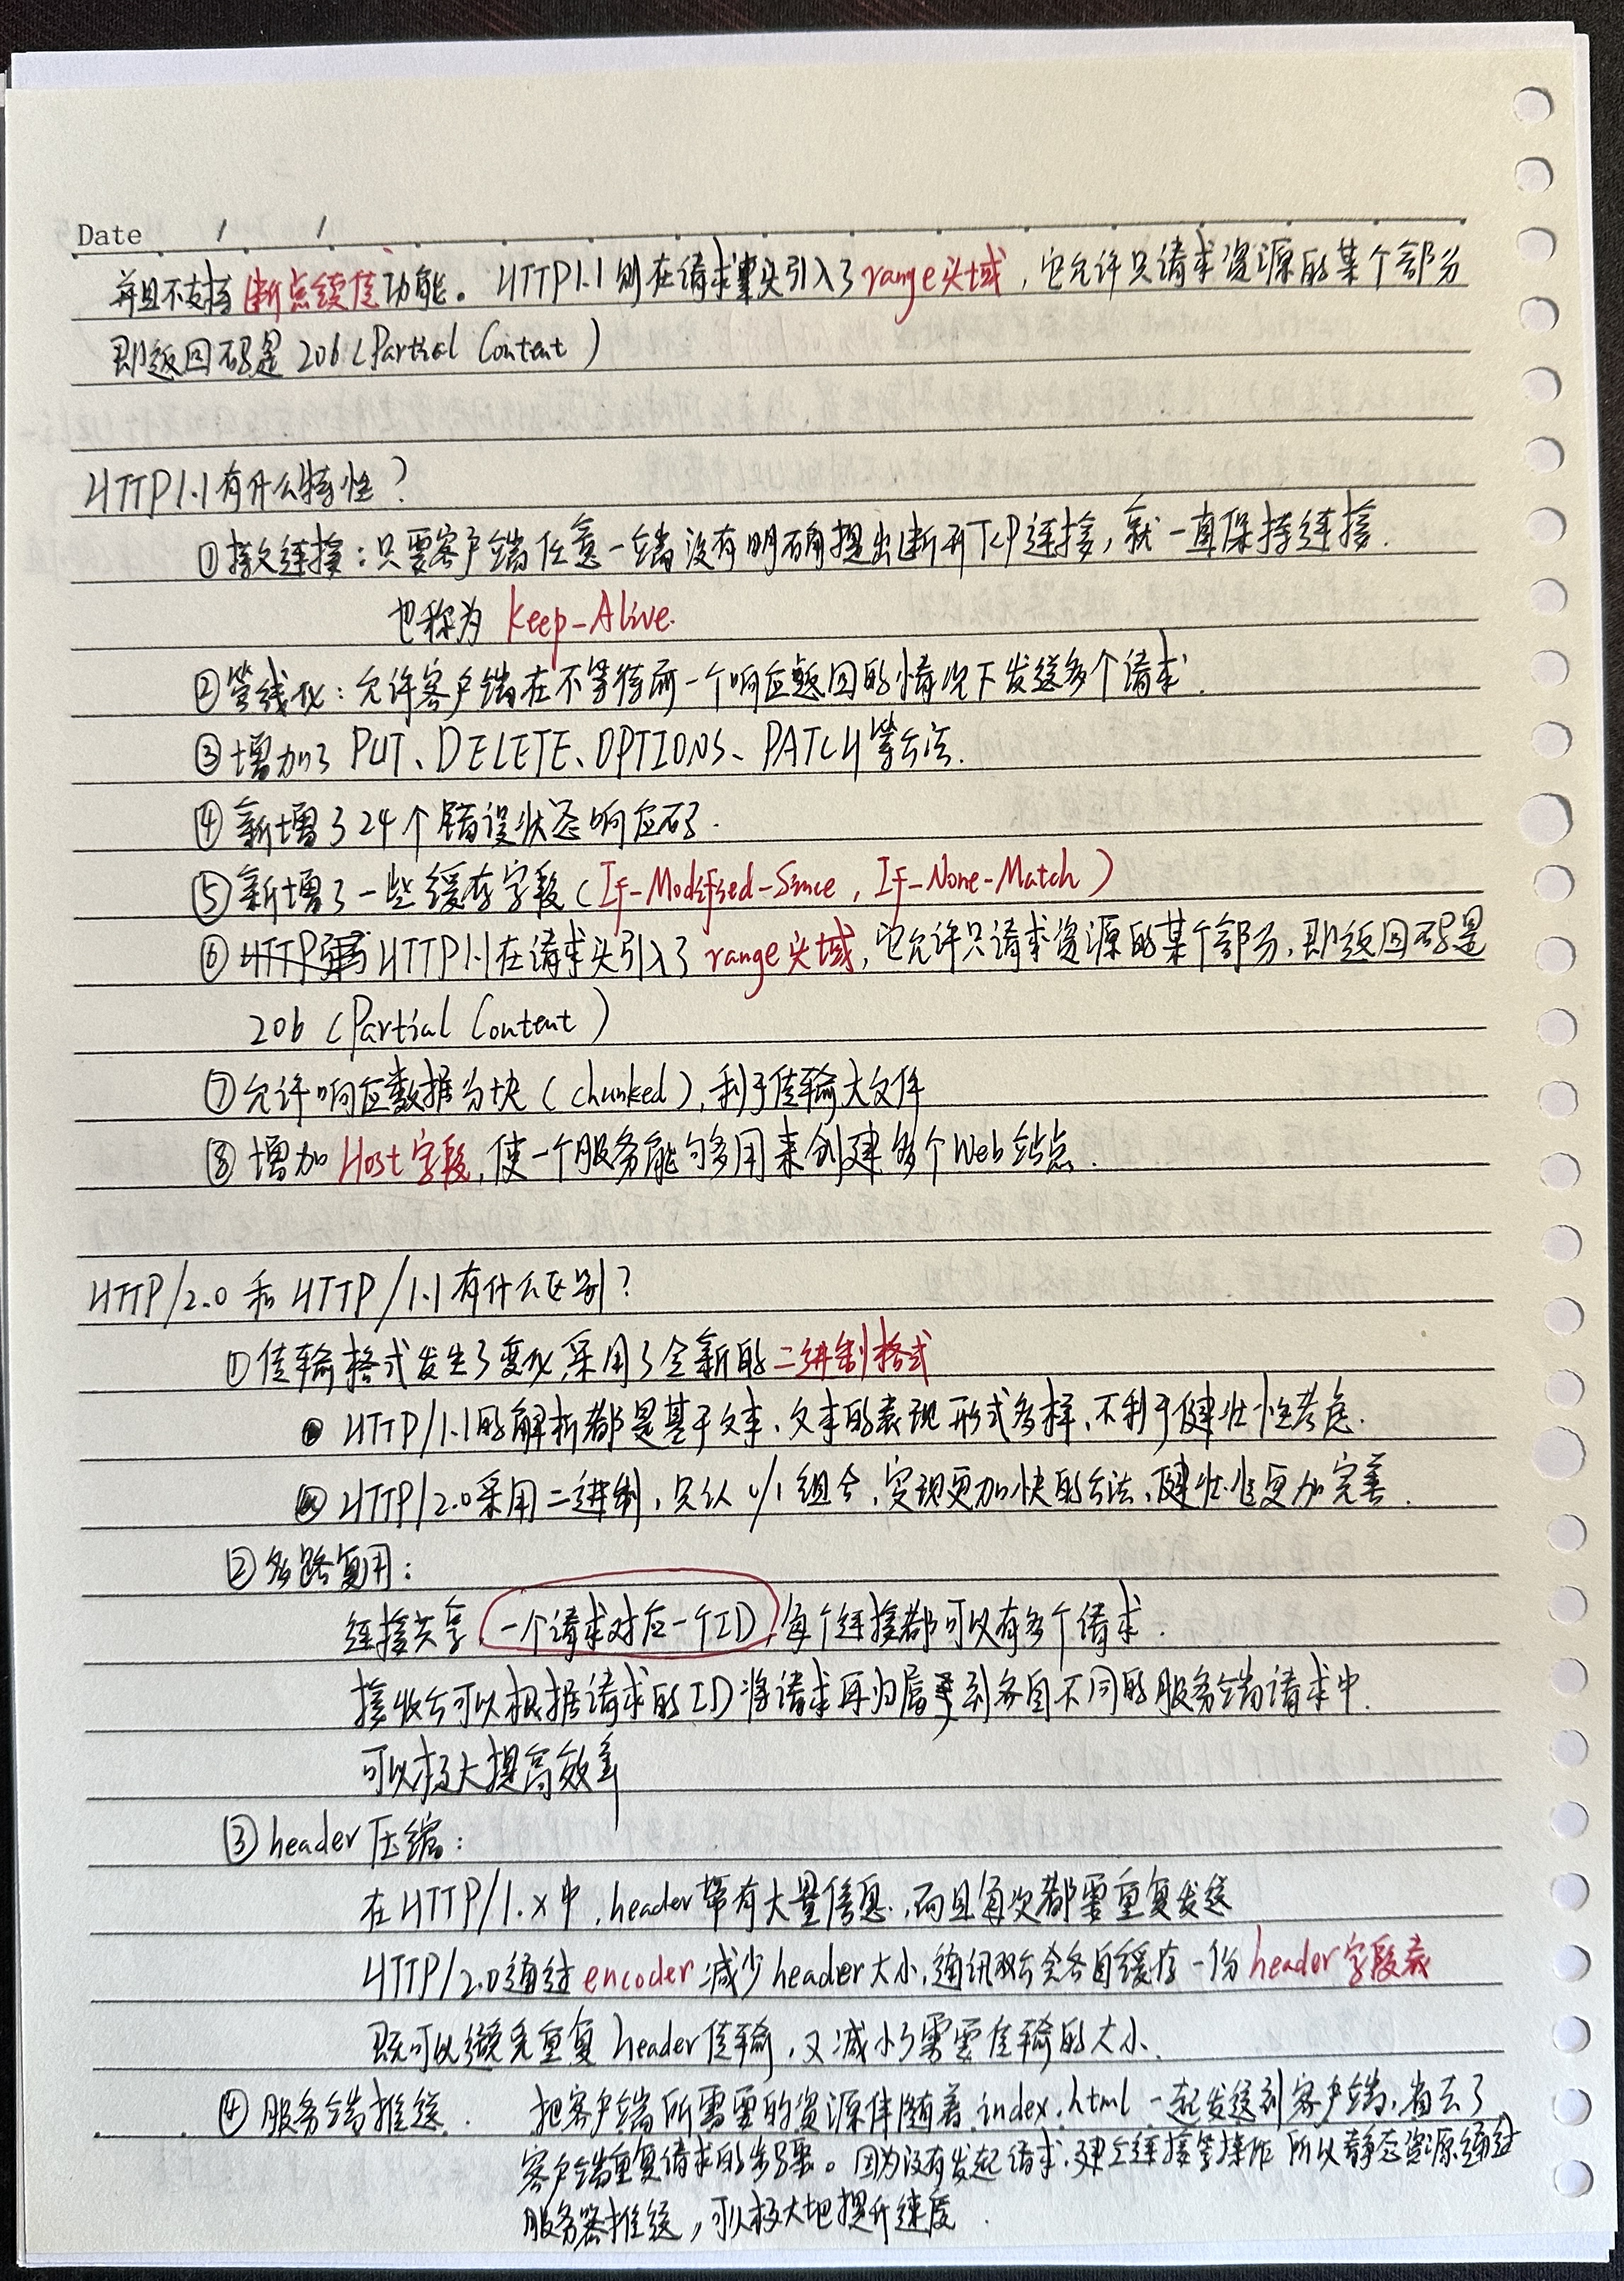 Date / /
并且不支持断点续传功能。HTTP1.1则在请求头引入了range头域，它允许只请求资源的某个部分
即返回码是206(Partial Content)
HTTP1.1有什么特性？
①持久连接：只要客户端任意一端没有明确提出断开TCP连接，就一直保持连接.
也称为 keep-Alive.
②管线化：允许客户端在不等待前一个响应返回的情况下发送多个请求.
③增加了 PUT、DELETE、OPTIONS、PATCH等方法.
④新增了24个错误状态响应码.
⑤新增了一些缓存字段(If-Modified-Since, If-None-Match)
⑥HTTP1.1在请求头引入了range头域,它允许只请求资源的某个部分,即返回码是
206(Partial Content)
⑦允许响应数据分块(chunked),利于传输大文件
⑧增加Host字段,使一个服务能够多用来创建多个Web站点.
HTTP/2.0和HTTP/1.1有什么区别?
①传输格式发生了变化,采用了全新的二进制格式
● HTTP/1.1的解析都是基于文本、文本的表现形式多样,不利于健壮性考虑.
HTTP/2.0采用二进制,只认0/1组合,实现更加快的方法,健壮性更加完善.
②多路复用:
连接共享,一个请求对应一个ID,每个连接都可以有多个请求.
接收方可以根据请求的ID将请求再归属到各自不同的服务端请求中.
可以极大提高效率
③header压缩:
在HTTP/1.x中,header带有大量信息,而且每次都需重复发送
HTTP/2.0通过encoder减少header大小,通讯双方会各自缓存一份header字段表
既可以避免重复header传输,又减小了需要传输的大小.
④服务端推送. 把客户端所需要的资源伴随着index.html一起发送到客户端,省去了
客户端重复请求的步骤。因为没有发起请求,建立连接等操作 所以静态资源通过
服务器推送,可以极大地提升速度.